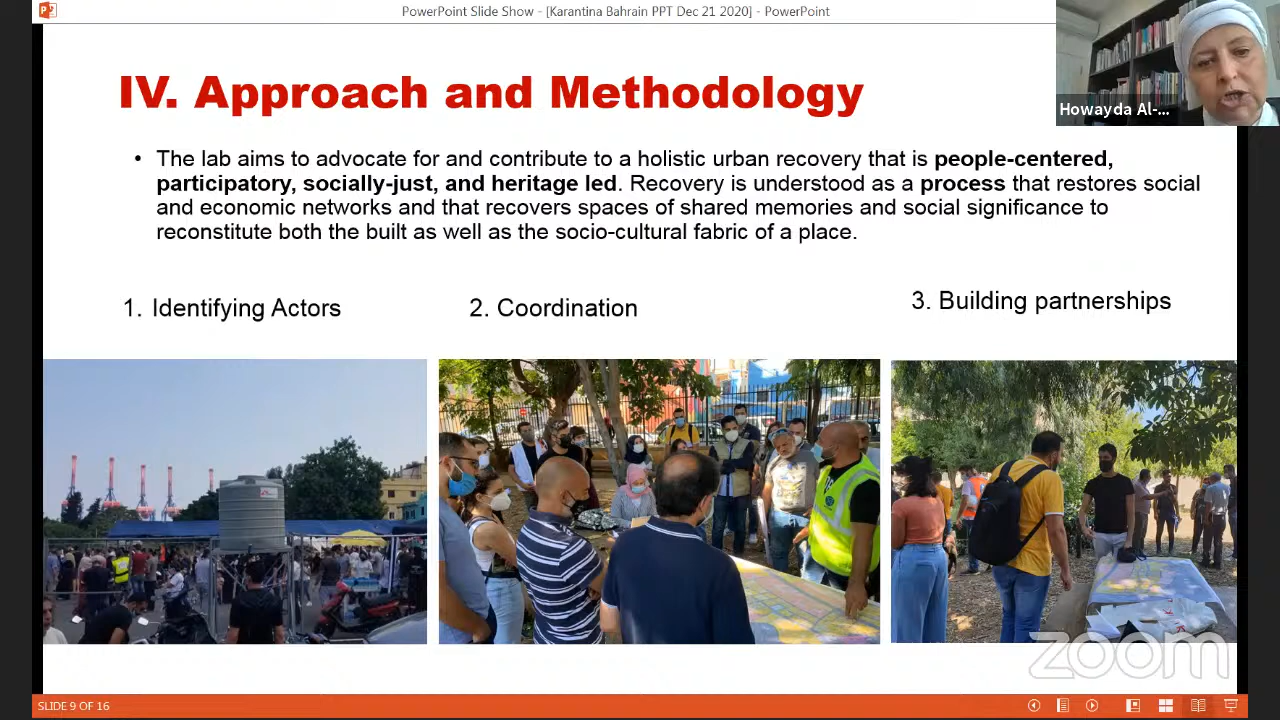 PowerPoint Slide Show - [Karantina Bahrain PPT Dec 21 2020] - PowerPoint
Howayda Al-...
IV. Approach and Methodology
• The lab aims to advocate for and contribute to a holistic urban recovery that is people-centered,
participatory, socially-just, and heritage led. Recovery is understood as a process that restores social
and economic networks and that recovers spaces of shared memories and social significance to
reconstitute both the built as well as the socio-cultural fabric of a place.
1. Identifying Actors
2. Coordination
3. Building partnerships
zoom
SLIDE 9 OF 16